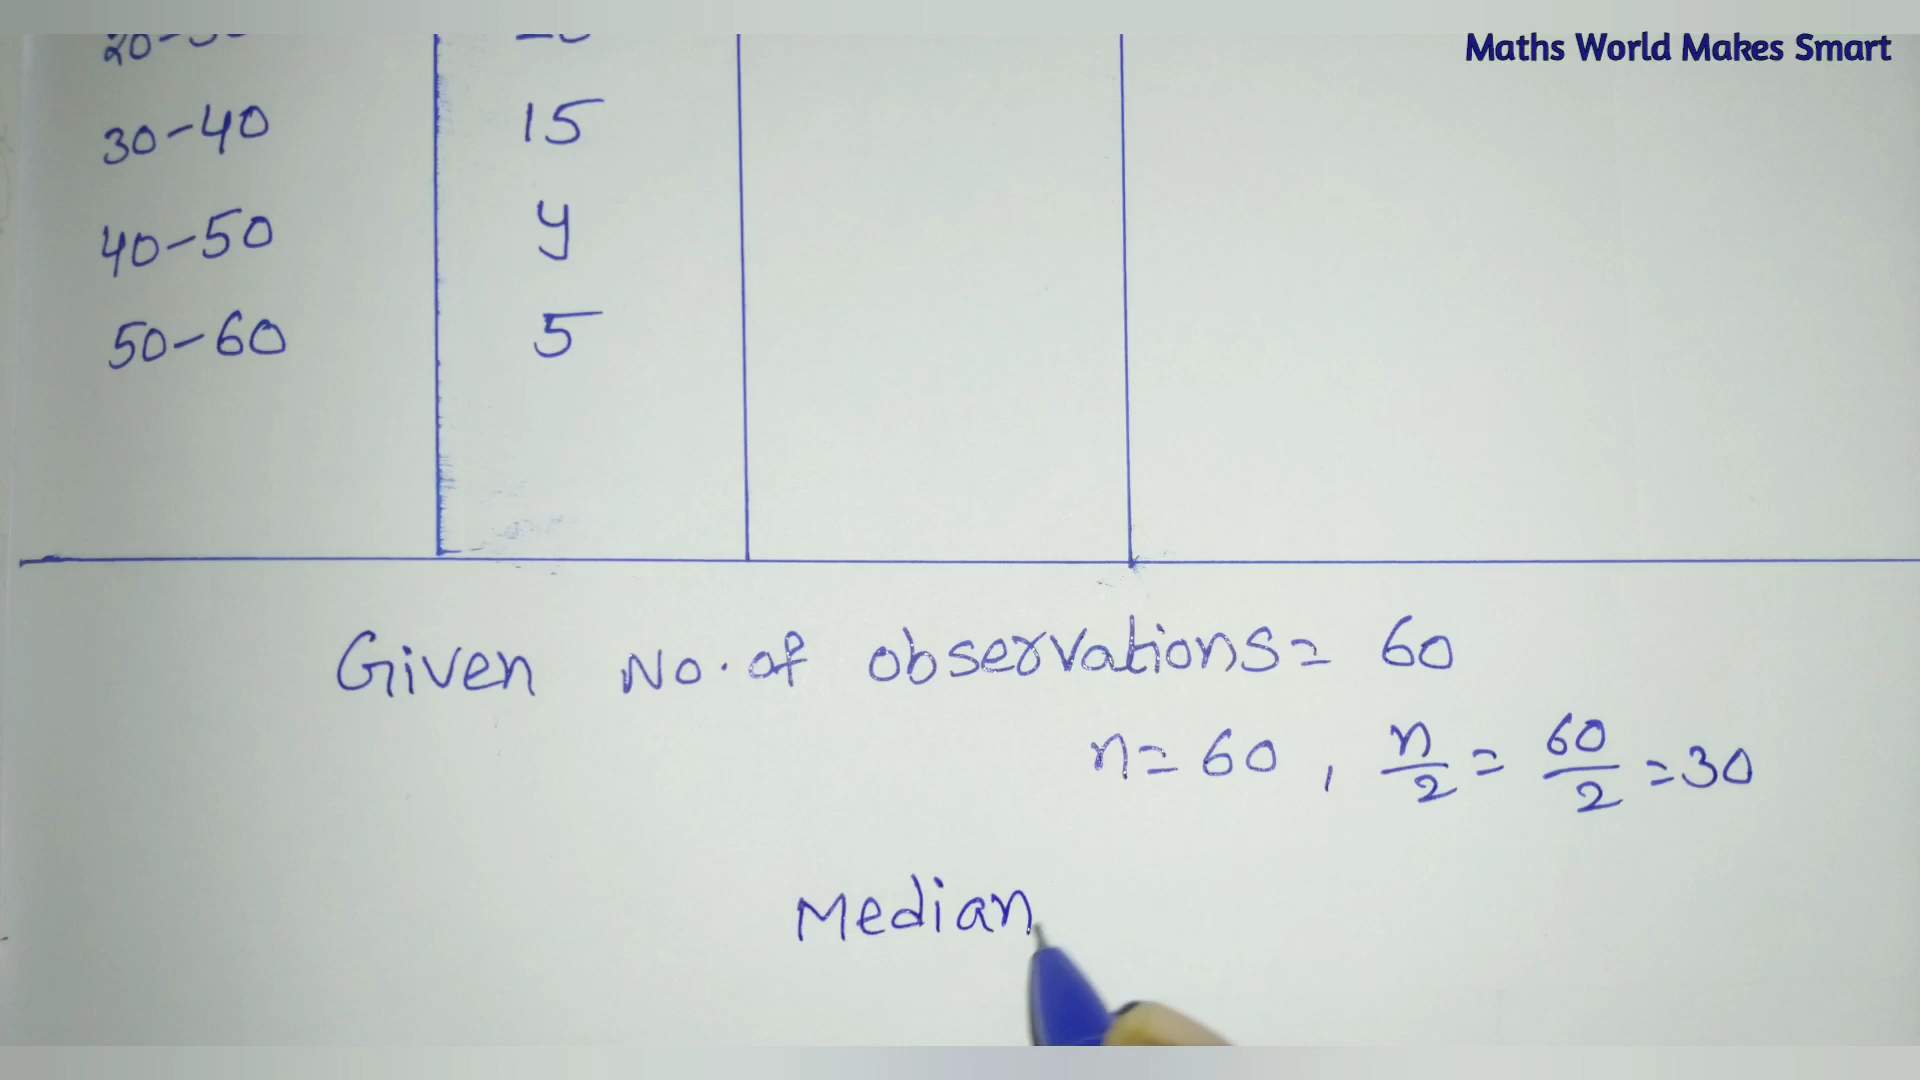 Maths World Makes Smart
30-40 15
40-50 y
50-60 5
Given No. of observations = 60
n = 60 , n/2 = 60/2 = 30
Median